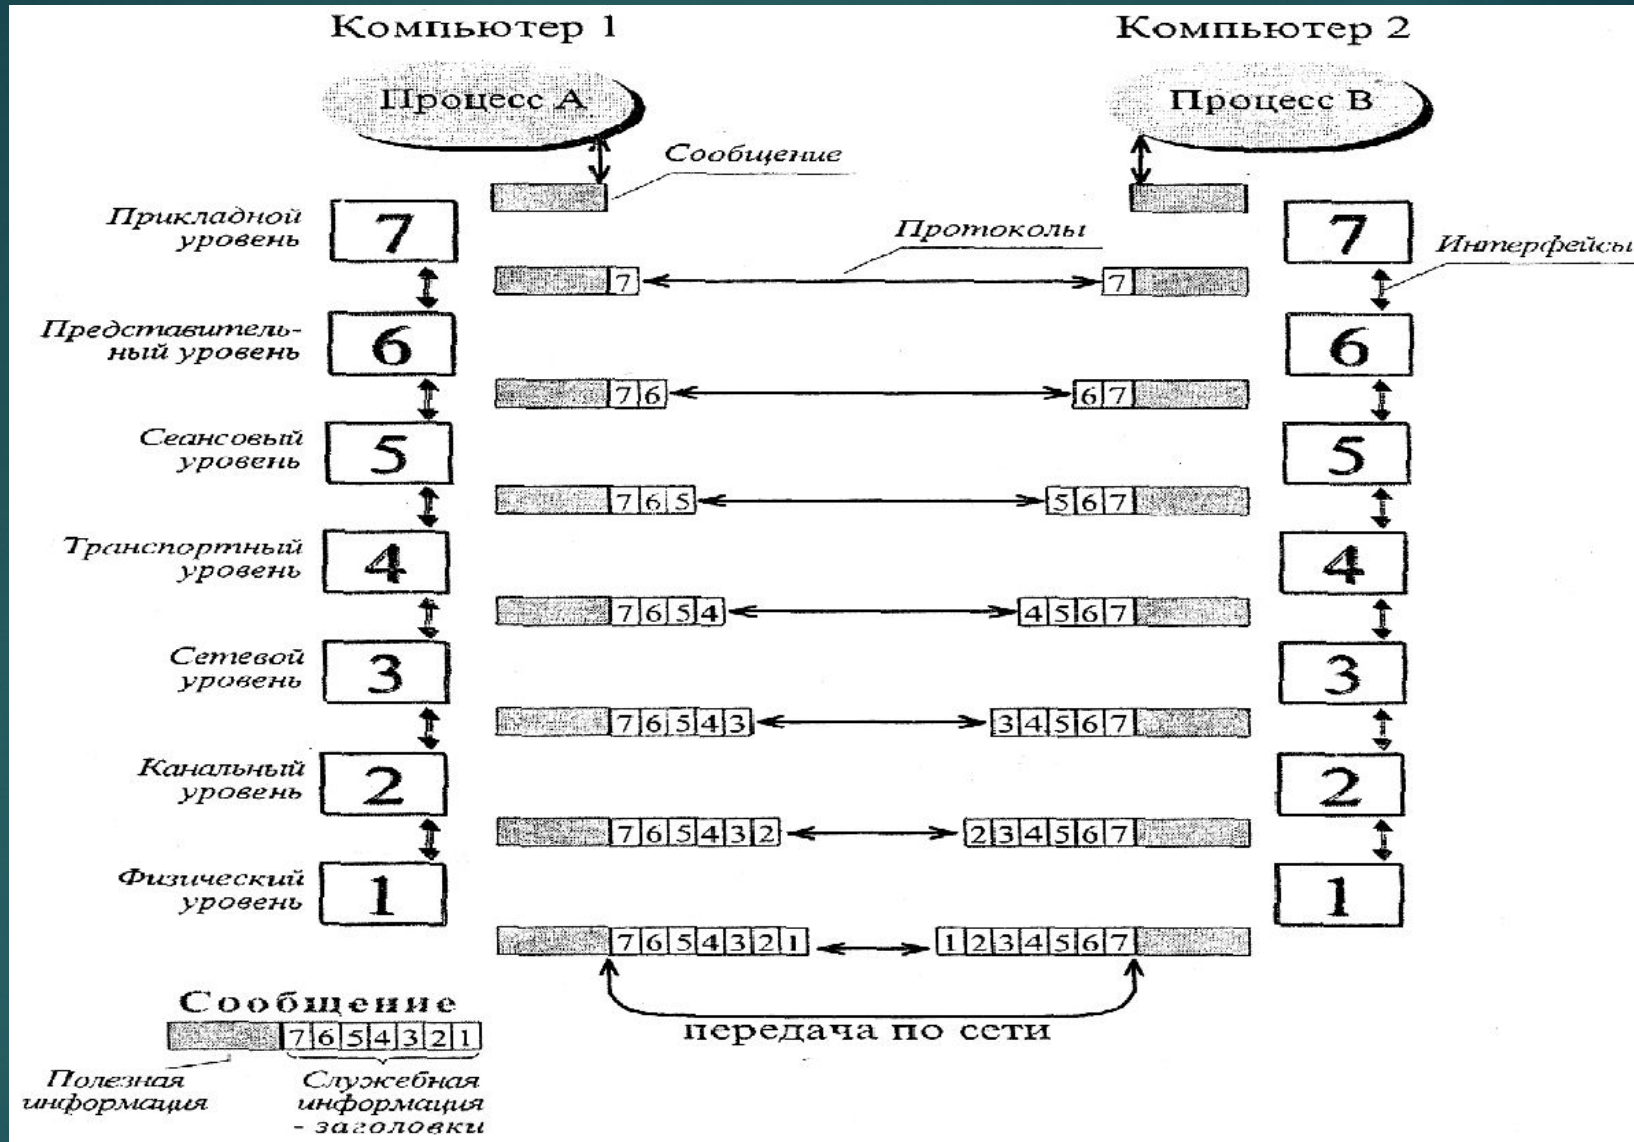 Компьютер 1
Компьютер 2
Процесс А
Процесс В
Сообщение
Прикладной
уровень
7
7
Протоколы
Интерфейсы
7
7
Представитель-
ный уровень
6
6
7 6
6 7
Сеансовый
уровень
5
5
7 6 5
5 6 7
Транспортный
уровень
4
4
7 6 5 4
4 5 6 7
Сетевой
уровень
3
3
7 6 5 4 3
3 4 5 6 7
Канальный
уровень
2
2
7 6 5 4 3 2
2 3 4 5 6 7
Физический
уровень
1
1
7 6 5 4 3 2 1
1 2 3 4 5 6 7
Сообщение
7 6 5 4 3 2 1
передача по сети
Полезная
информация
Служебная
информация
- заголовки